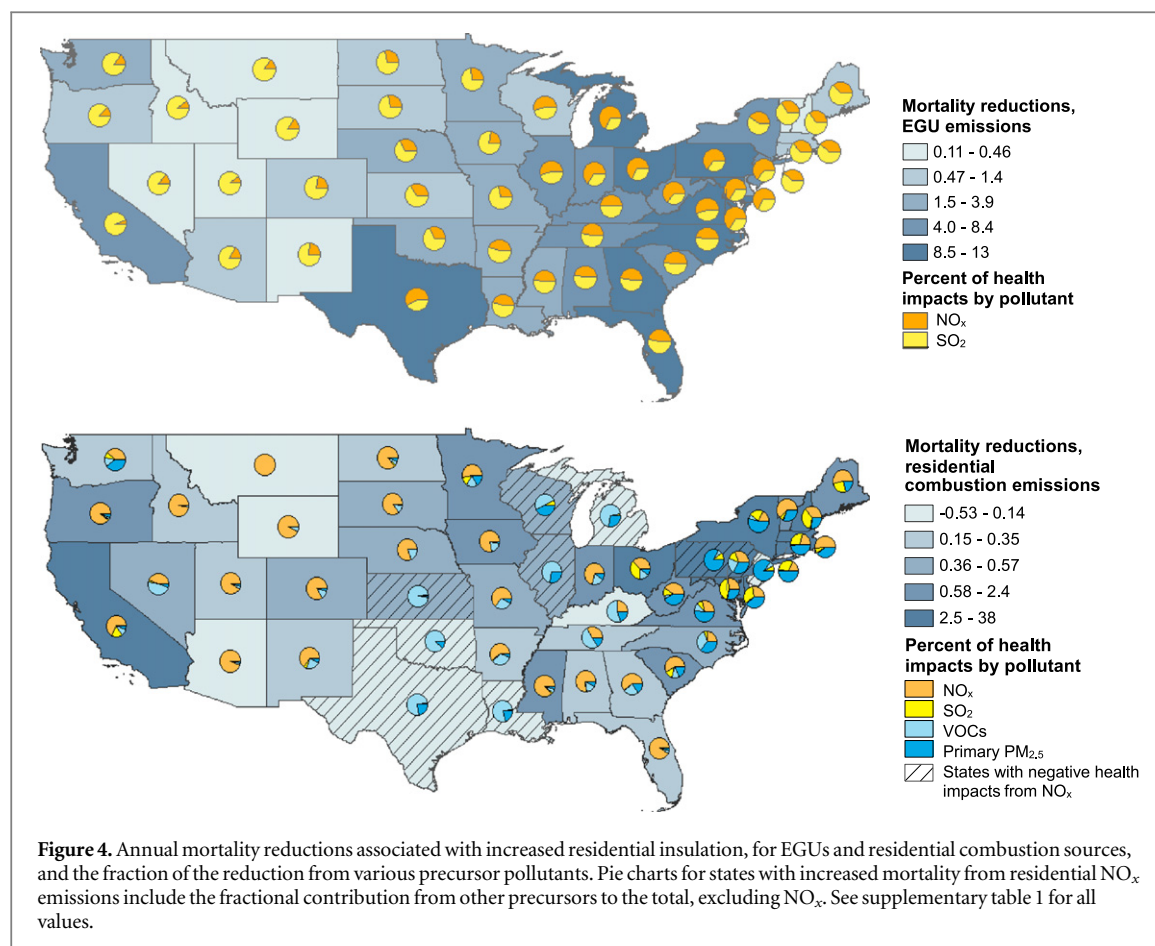 Mortality reductions,
EGU emissions
0.11 - 0.46
0.47 - 1.4
1.5 - 3.9
4.0 - 8.4
8.5 - 13
Percent of health
impacts by pollutant
NOₓ
SO₂
Mortality reductions,
residential
combustion emissions
-0.53 - 0.14
0.15 - 0.35
0.36 - 0.57
0.58 - 2.4
2.5 - 38
Percent of health
impacts by pollutant
NOₓ
SO₂
VOCs
Primary PM₂.₅
States with negative health
impacts from NOₓ
Figure 4. Annual mortality reductions associated with increased residential insulation, for EGUs and residential combustion sources,
and the fraction of the reduction from various precursor pollutants. Pie charts for states with increased mortality from residential NOₓ
emissions include the fractional contribution from other precursors to the total, excluding NOₓ. See supplementary table 1 for all
values.